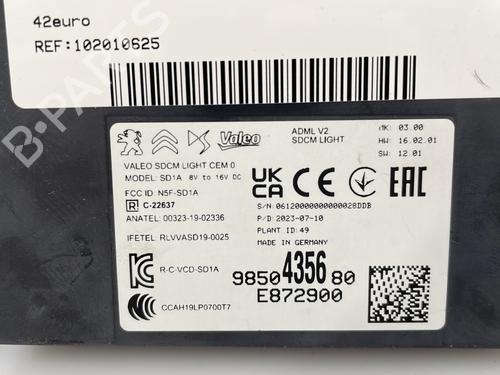 42euro
REF:102010625
B-PARTS
Valeo
ADML V2
SDCM LIGHT
HK: 03.00
HW: 16.02.01
SW: 12.01
VALEO SDCM LIGHT CEM 0
MODEL: SD1A 8V to 16V DC
FCC ID: N5F-SD1A
R C-22637
ANATEL: 00323-19-02336
IFETEL: RLVVASD19-0025
UK CA CE EAC
S/N :06120000000000028DDB
P/D :2023-07-10
PLANT ID: 49
MADE IN GERMANY
R-C-VCD-SD1A
CCAH19LP0700T7
98504356 80
E872900